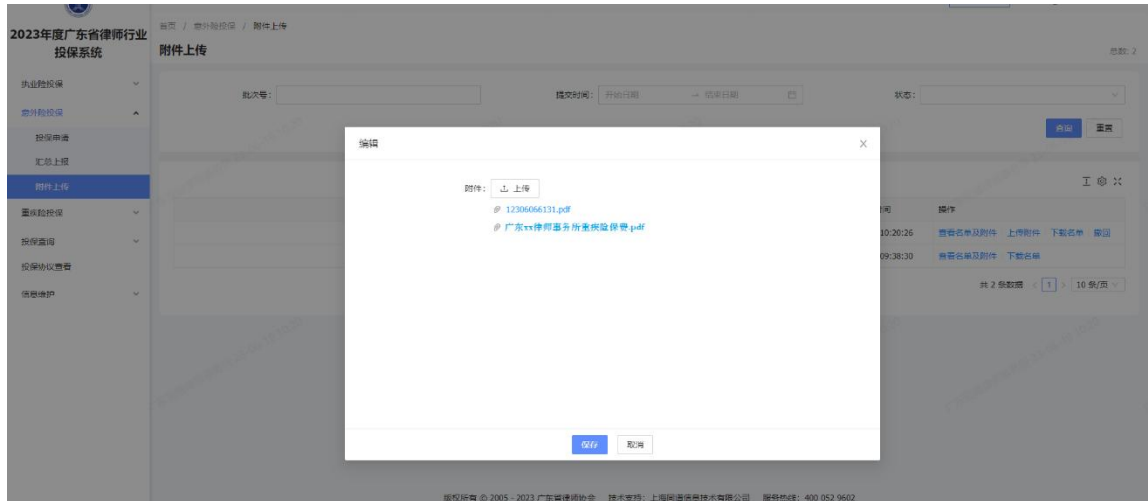 2023年度广东省律师行业
投保系统
首页 / 意外险投保 / 附件上传
附件上传
总数: 2
执业险投保
意外险投保
投保申请
汇总上报
附件上传
重疾险投保
投保查询
投保协议查看
信息维护
批次号:
提交时间: 开始日期 → 结束日期
状态:
查询 重置
编辑
附件: 上传
12306066131.pdf
广东xx律师事务所重疾险保费.pdf
保存 取消
时间 操作
10:20:26 查看名单及附件 上传附件 下载名单 撤回
09:38:30 查看名单及附件 下载名单
共 2 条数据 < 1 > 10 条/页
版权所有 © 2005 - 2023 广东省律师协会 技术支持: 上海同道信息技术有限公司 服务热线: 400 052 9602